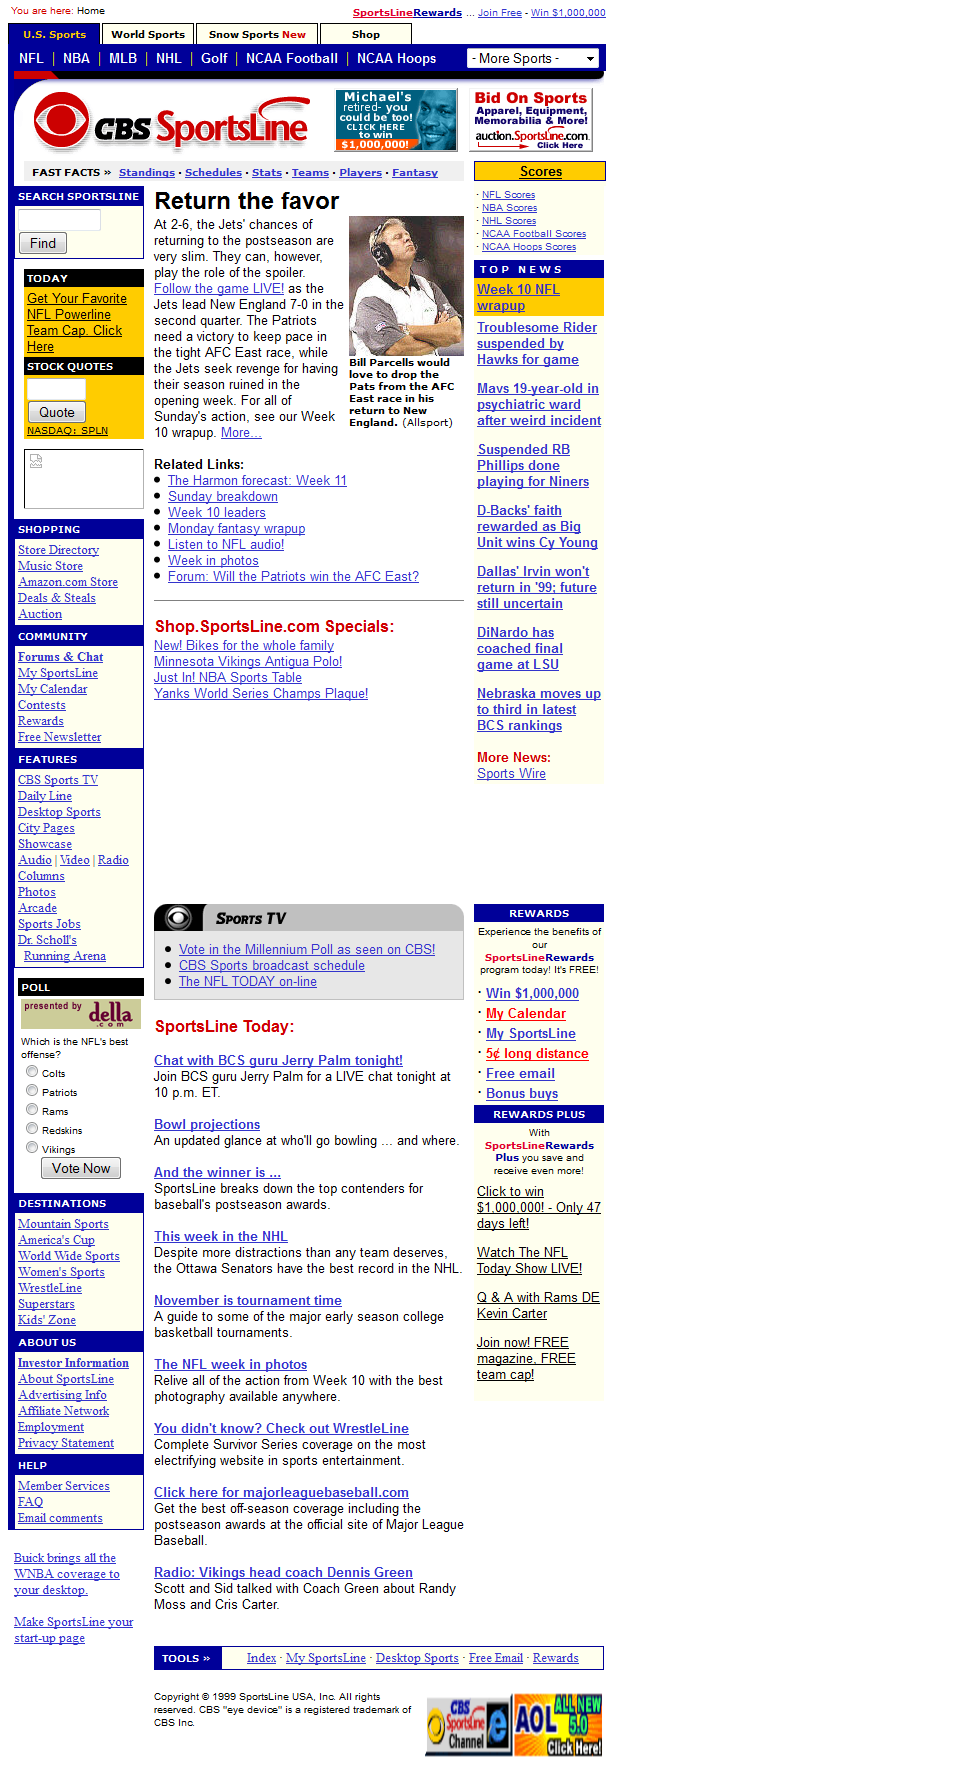 You are here: Home
SportsLineRewards ... Join Free - Win $1,000,000
U.S. Sports
World Sports
Snow Sports New
Shop
NFL | NBA | MLB | NHL | Golf | NCAA Football | NCAA Hoops
- More Sports -
CBS SportsLine
Michael's
retired- you
could be too!
CLICK HERE
to win
$1,000,000!
Bid On Sports
Apparel, Equipment,
Memorabilia & More!
auction.SportsLine.com
Click Here
FAST FACTS » Standings · Schedules · Stats · Teams · Players · Fantasy
Scores
· NFL Scores
· NBA Scores
· NHL Scores
· NCAA Football Scores
· NCAA Hoops Scores
SEARCH SPORTSLINE
Find
TODAY
Get Your Favorite
NFL Powerline
Team Cap. Click
Here
STOCK QUOTES
Quote
NASDAQ: SPLN
SHOPPING
Store Directory
Music Store
Amazon.com Store
Deals & Steals
Auction
COMMUNITY
Forums & Chat
My SportsLine
My Calendar
Contests
Rewards
Free Newsletter
FEATURES
CBS Sports TV
Daily Line
Desktop Sports
City Pages
Showcase
Audio | Video | Radio
Columns
Photos
Arcade
Sports Jobs
Dr. Scholl's
Running Arena
POLL
presented by della
.com
Which is the NFL's best
offense?
Colts
Patriots
Rams
Redskins
Vikings
Vote Now
DESTINATIONS
Mountain Sports
America's Cup
World Wide Sports
Women's Sports
WrestleLine
Superstars
Kids' Zone
ABOUT US
Investor Information
About SportsLine
Advertising Info
Affiliate Network
Employment
Privacy Statement
HELP
Member Services
FAQ
Email comments
Buick brings all the
WNBA coverage to
your desktop.
Make SportsLine your
start-up page
Return the favor
At 2-6, the Jets' chances of
returning to the postseason are
very slim. They can, however,
play the role of the spoiler.
Follow the game LIVE! as the
Jets lead New England 7-0 in the
second quarter. The Patriots
need a victory to keep pace in
the tight AFC East race, while
the Jets seek revenge for having
their season ruined in the
opening week. For all of
Sunday's action, see our Week
10 wrapup. More...
Bill Parcells would
love to drop the
Pats from the AFC
East race in his
return to New
England. (Allsport)
Related Links:
The Harmon forecast: Week 11
Sunday breakdown
Week 10 leaders
Monday fantasy wrapup
Listen to NFL audio!
Week in photos
Forum: Will the Patriots win the AFC East?
Shop.SportsLine.com Specials:
New! Bikes for the whole family
Minnesota Vikings Antigua Polo!
Just In! NBA Sports Table
Yanks World Series Champs Plaque!
SPORTS TV
Vote in the Millennium Poll as seen on CBS!
CBS Sports broadcast schedule
The NFL TODAY on-line
SportsLine Today:
Chat with BCS guru Jerry Palm tonight!
Join BCS guru Jerry Palm for a LIVE chat tonight at
10 p.m. ET.
Bowl projections
An updated glance at who'll go bowling ... and where.
And the winner is ...
SportsLine breaks down the top contenders for
baseball's postseason awards.
This week in the NHL
Despite more distractions than any team deserves,
the Ottawa Senators have the best record in the NHL.
November is tournament time
A guide to some of the major early season college
basketball tournaments.
The NFL week in photos
Relive all of the action from Week 10 with the best
photography available anywhere.
You didn't know? Check out WrestleLine
Complete Survivor Series coverage on the most
electrifying website in sports entertainment.
Click here for majorleaguebaseball.com
Get the best off-season coverage including the
postseason awards at the official site of Major League
Baseball.
Radio: Vikings head coach Dennis Green
Scott and Sid talked with Coach Green about Randy
Moss and Cris Carter.
TOP NEWS
Week 10 NFL
wrapup
Troublesome Rider
suspended by
Hawks for game
Mavs 19-year-old in
psychiatric ward
after weird incident
Suspended RB
Phillips done
playing for Niners
D-Backs' faith
rewarded as Big
Unit wins Cy Young
Dallas' Irvin won't
return in '99; future
still uncertain
DiNardo has
coached final
game at LSU
Nebraska moves up
to third in latest
BCS rankings
More News:
Sports Wire
REWARDS
Experience the benefits of
our
SportsLineRewards
program today! It's FREE!
· Win $1,000,000
· My Calendar
· My SportsLine
· 5¢ long distance
· Free email
· Bonus buys
REWARDS PLUS
With
SportsLineRewards
Plus you save and
receive even more!
Click to win
$1,000,000! - Only 47
days left!
Watch The NFL
Today Show LIVE!
Q & A with Rams DE
Kevin Carter
Join now! FREE
magazine, FREE
team cap!
TOOLS » Index · My SportsLine · Desktop Sports · Free Email · Rewards
Copyright © 1999 SportsLine USA, Inc. All rights
reserved. CBS "eye device" is a registered trademark of
CBS Inc.
CBS
SportsLine
Channel
ALL NEW
AOL 5.0
Click Here!